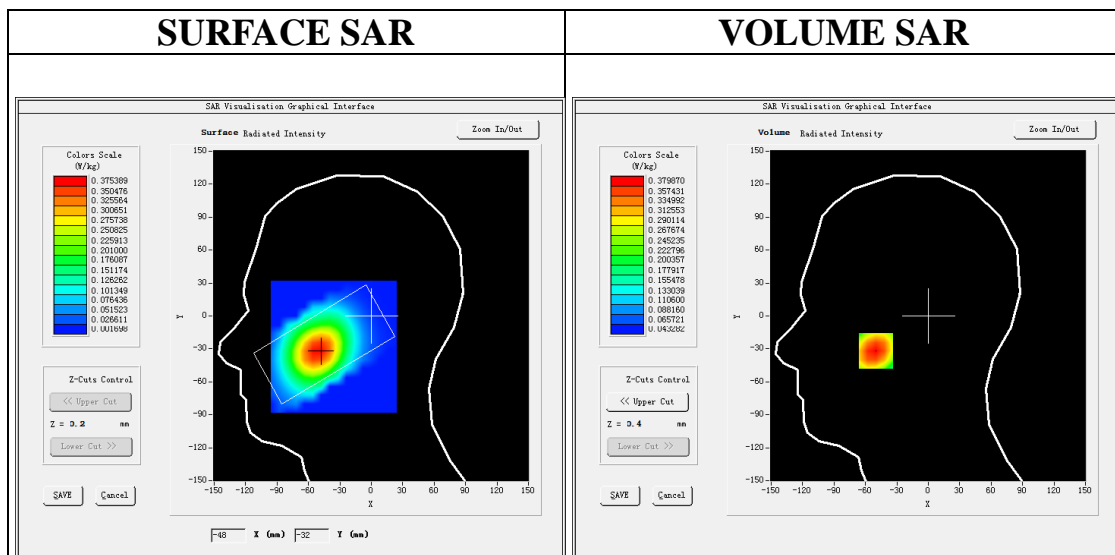 SURFACE SAR
VOLUME SAR
SAR Visualisation Graphical Interface
Surface Radiated Intensity
Zoom In/Out
Colors Scale
(W/kg)
0.375389
0.350476
0.325564
0.300651
0.275738
0.250825
0.225913
0.201000
0.176087
0.151174
0.126262
0.101349
0.076436
0.051523
0.026611
0.001698
150
120
90
60
30
0
-30
-60
-90
-120
-150
Y
-150 -120 -90 -60 -30 0 30 60 90 120 150
X
Z-Cuts Control
<< Upper Cut
Z = 0.2 mm
Lower Cut >>
SAVE Cancel
-48 X (mm) -32 Y (mm)
SAR Visualisation Graphical Interface
Volume Radiated Intensity
Zoom In/Out
Colors Scale
(W/kg)
0.379870
0.357431
0.334992
0.312553
0.290114
0.267674
0.245235
0.222796
0.200357
0.177917
0.155478
0.133039
0.110600
0.088160
0.065721
0.043282
150
120
90
60
30
0
-30
-60
-90
-120
-150
Y
-150 -120 -90 -60 -30 0 30 60 90 120 150
X
Z-Cuts Control
<< Upper Cut
Z = 0.4 mm
Lower Cut >>
SAVE Cancel